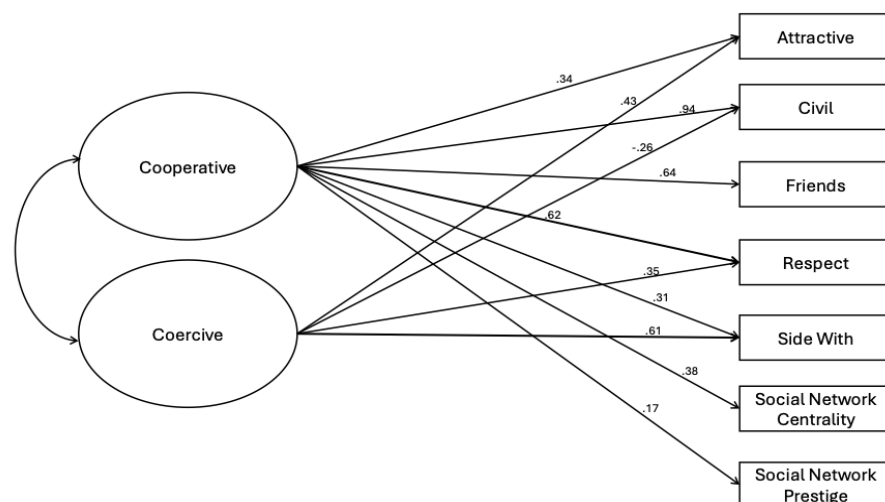 Attractive
.34
.43
.94
Civil
-.26
Cooperative
.64
Friends
.62
Respect
.35
.31
Coercive
.61
Side With
.38
Social Network
Centrality
.17
Social Network
Prestige